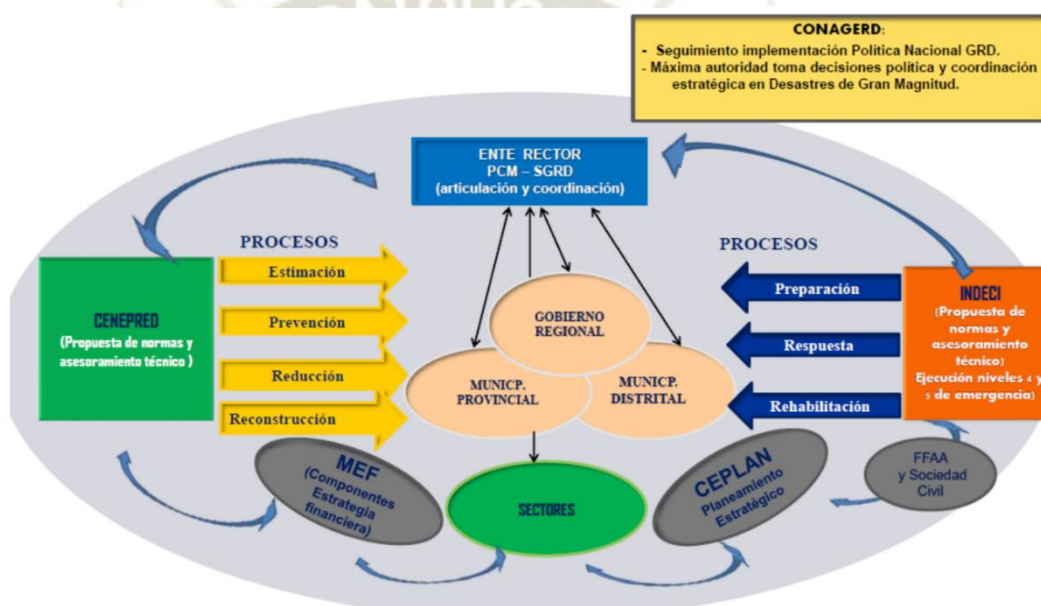 CONAGERD:
- Seguimiento implementación Política Nacional GRD.
- Máxima autoridad toma decisiones política y coordinación
estratégica en Desastres de Gran Magnitud.
ENTE RECTOR
PCM – SGRD
(articulación y coordinación)
PROCESOS
Estimación
Prevención
Reducción
Reconstrucción
CENEPRED
(Propuesta de normas y
asesoramiento técnico )
GOBIERNO
REGIONAL
MUNICP.
PROVINCIAL
MUNICP.
DISTRITAL
PROCESOS
Preparación
Respuesta
Rehabilitación
INDECI
(Propuesta de
normas y
asesoramiento
técnico)
Ejecución niveles 4 y
5 de emergencia)
MEF
(Componentes
Estrategia
financiera)
SECTORES
CEPLAN
Planeamiento
Estratégico
FFAA
y Sociedad
Civil